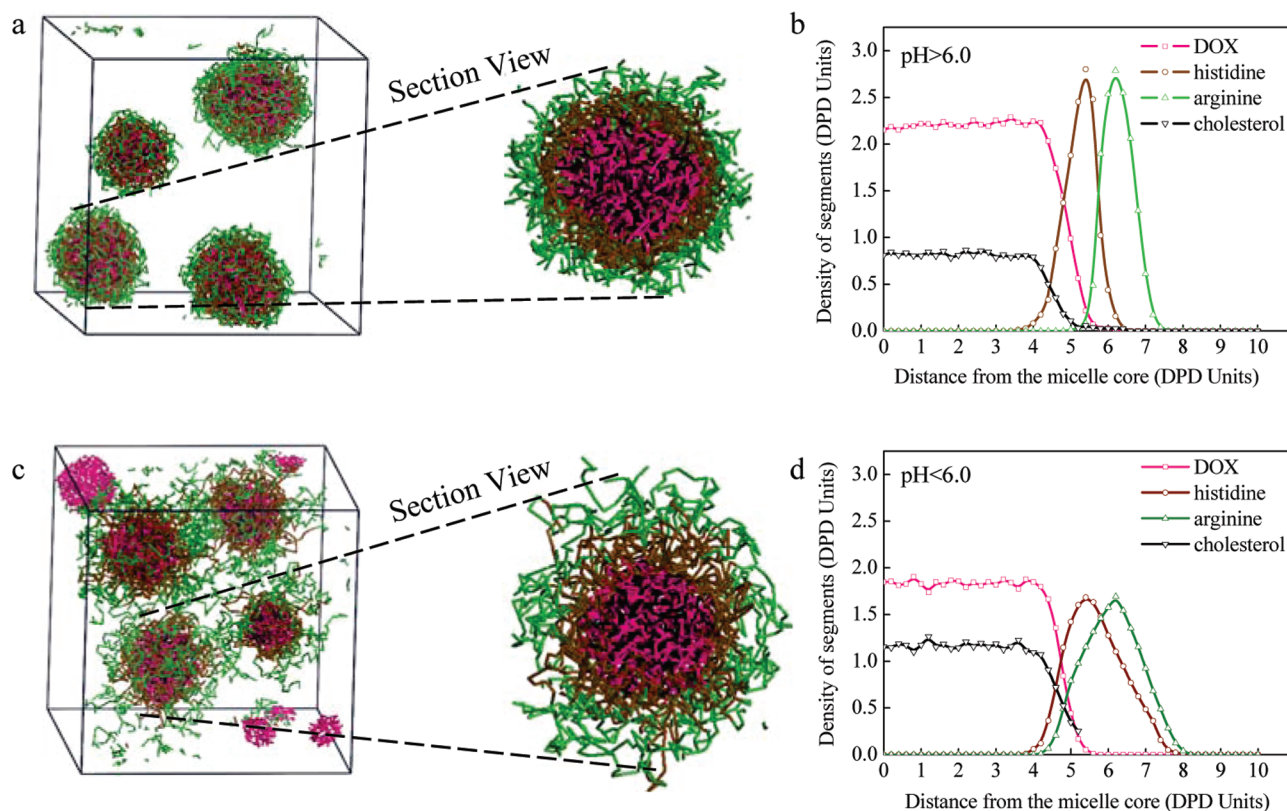 a
Section View
b
pH>6.0
DOX
histidine
arginine
cholesterol
Density of segments (DPD Units)
3.0
2.5
2.0
1.5
1.0
0.5
0.0
0 1 2 3 4 5 6 7 8 9 10
Distance from the micelle core (DPD Units)
c
Section View
d
pH<6.0
DOX
histidine
arginine
cholesterol
Density of segments (DPD Units)
3.0
2.5
2.0
1.5
1.0
0.5
0.0
0 1 2 3 4 5 6 7 8 9 10
Distance from the micelle core (DPD Units)